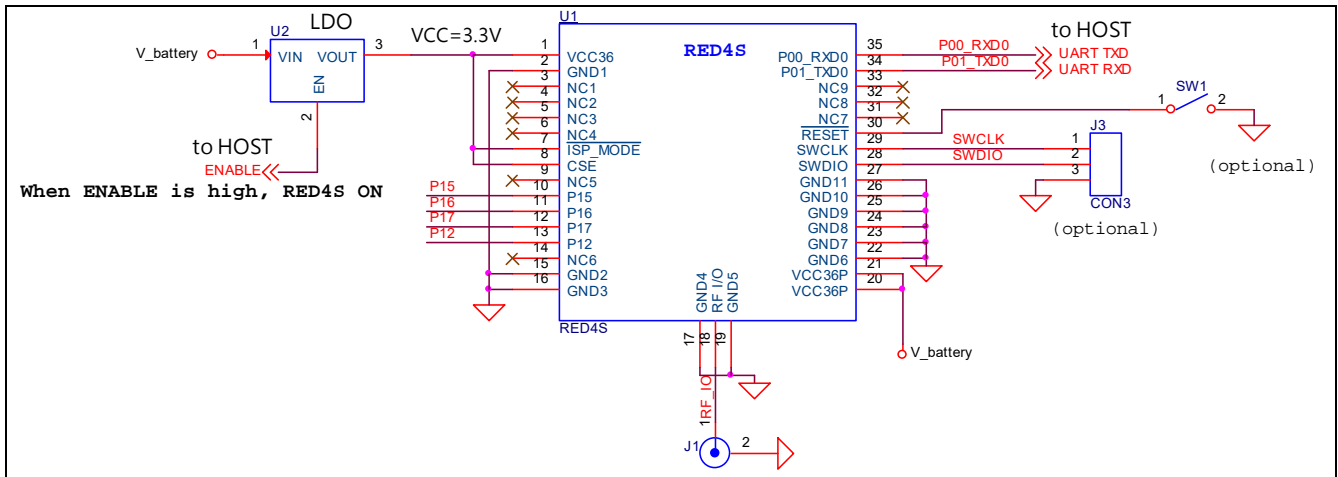 LDO
U2
V_battery
1
VIN
VOUT
3
EN
2
VCC=3.3V
to HOST
ENABLE
When ENABLE is high, RED4S ON
P15
P16
P17
P12
U1
RED4S
1 VCC36
2 GND1
3 NC1
4 NC2
5 NC3
6 NC4
7 ISP_MODE
8 CSE
9 NC5
10 P15
11 P16
12 P17
13 P12
14 NC6
15 GND2
16 GND3
RED4S
P00_RXD0 35
P01_TXD0 34
NC9 33
NC8 32
NC7 31
RESET 30
SWCLK 29
SWDIO 28
GND11 27
GND10 26
GND9 25
GND8 24
GND7 23
GND6 22
VCC36P 21
VCC36P 20
GND4
RF I/O
GND5
17
18
19
RF_IO
1
J1
2
to HOST
P00_RXD0
UART TXD
P01_TXD0
UART RXD
SW1
1
2
(optional)
SWCLK
SWDIO
J3
1
2
3
CON3
(optional)
V_battery